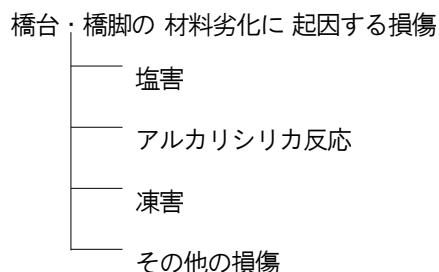 橋台・橋脚の 材料劣化に 起因する損傷
塩害
アルカリシリカ反応
凍害
その他の損傷